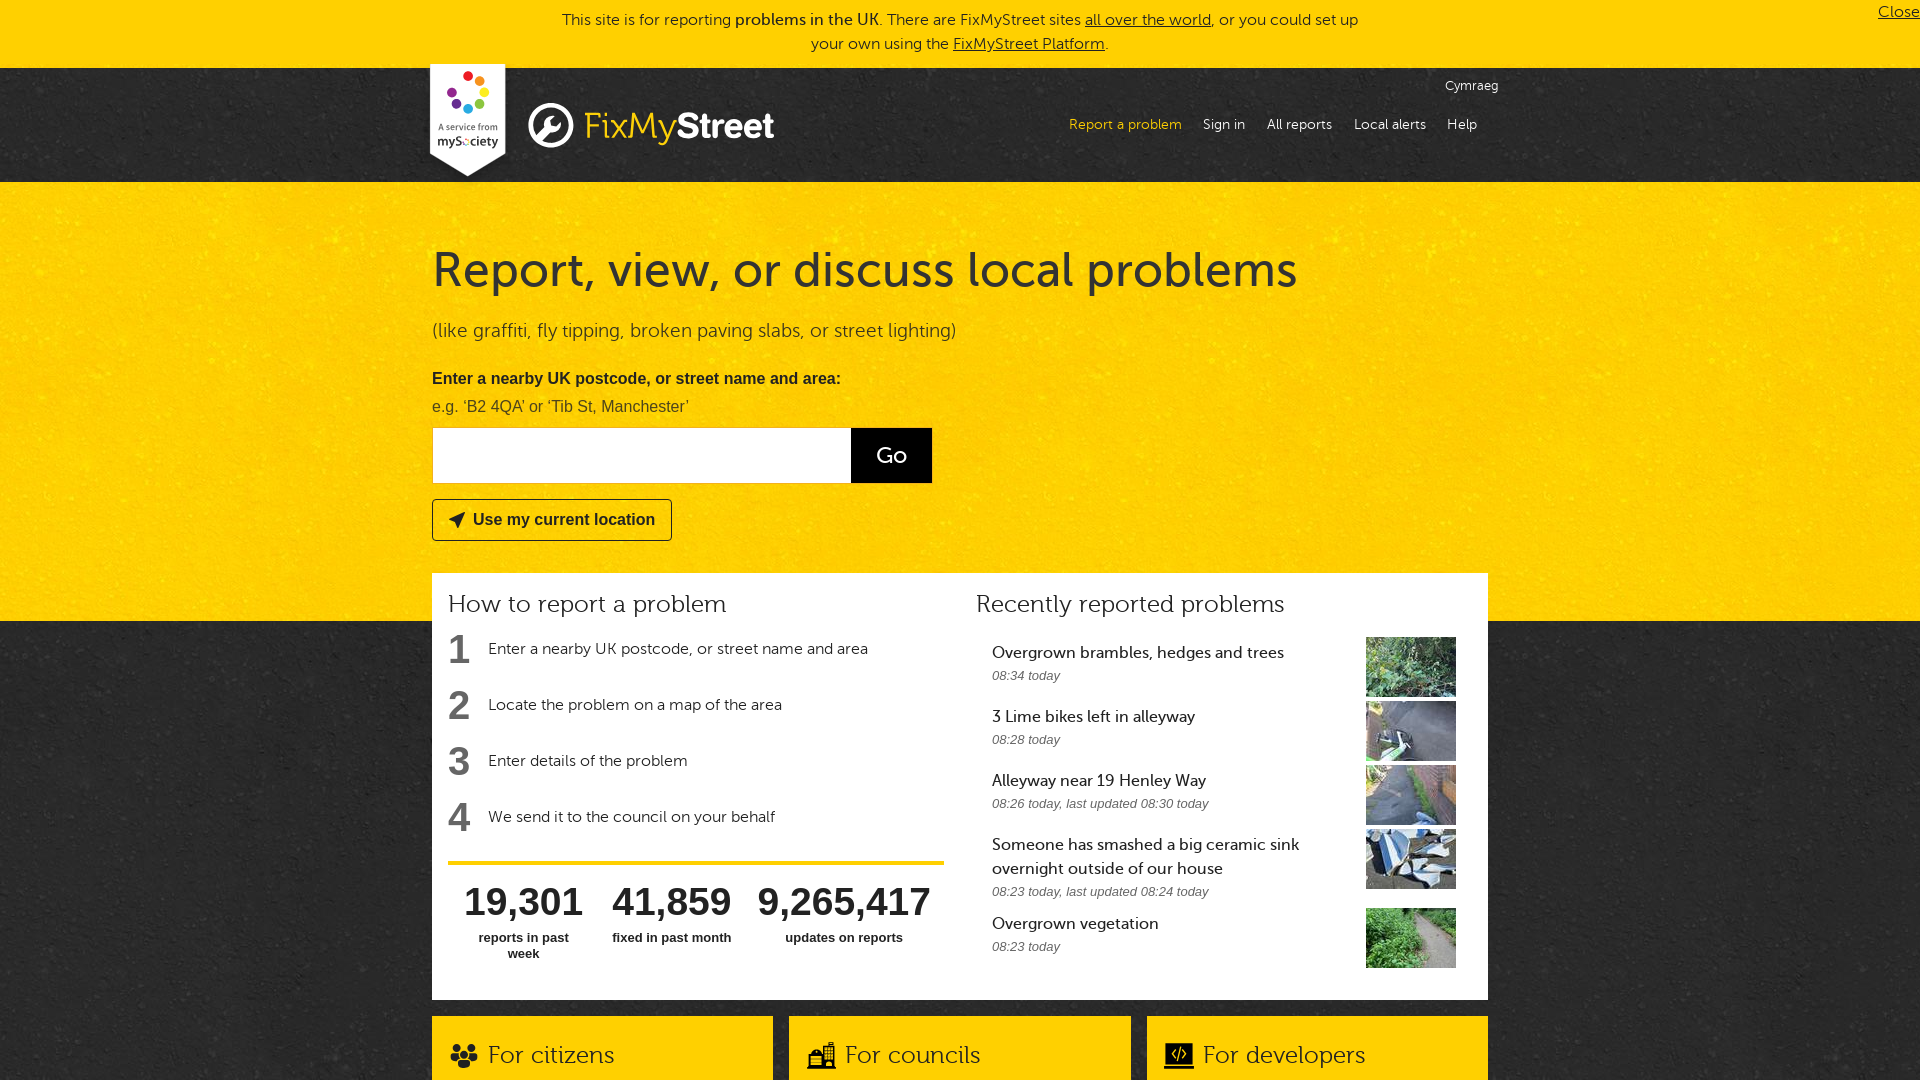 This site is for reporting problems in the UK. There are FixMyStreet sites all over the world, or you could set up
your own using the FixMyStreet Platform.
Close
A service from
mySociety
FixMyStreet
Cymraeg
Report a problem
Sign in
All reports
Local alerts
Help
Report, view, or discuss local problems
(like graffiti, fly tipping, broken paving slabs, or street lighting)
Enter a nearby UK postcode, or street name and area:
e.g. ‘B2 4QA’ or ‘Tib St, Manchester’
Go
Use my current location
How to report a problem
1 Enter a nearby UK postcode, or street name and area
2 Locate the problem on a map of the area
3 Enter details of the problem
4 We send it to the council on your behalf
19,301
reports in past
week
41,859
fixed in past month
9,265,417
updates on reports
Recently reported problems
Overgrown brambles, hedges and trees
08:34 today
3 Lime bikes left in alleyway
08:28 today
Alleyway near 19 Henley Way
08:26 today, last updated 08:30 today
Someone has smashed a big ceramic sink
overnight outside of our house
08:23 today, last updated 08:24 today
Overgrown vegetation
08:23 today
For citizens
For councils
For developers